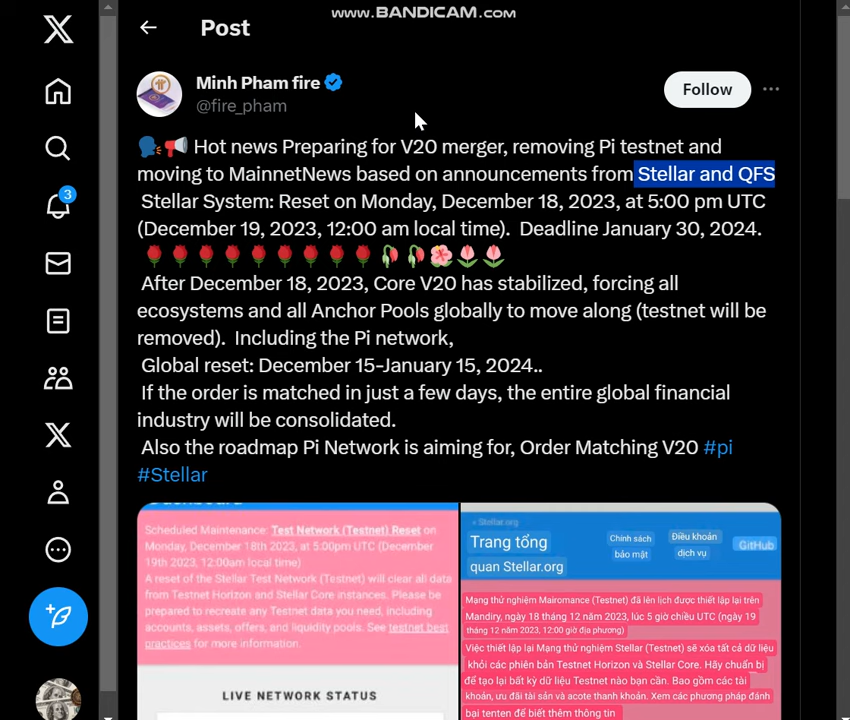 www.BANDICAM.com
Post
Minh Pham fire
@fire_pham
Follow
🗣️📢 Hot news Preparing for V20 merger, removing Pi testnet and
moving to MainnetNews based on announcements from Stellar and QFS
Stellar System: Reset on Monday, December 18, 2023, at 5:00 pm UTC
(December 19, 2023, 12:00 am local time). Deadline January 30, 2024.
🌹🌹🌹🌹🌹🌹🌹🌹🌹🥀🥀🌺🌷🌷
After December 18, 2023, Core V20 has stabilized, forcing all
ecosystems and all Anchor Pools globally to move along (testnet will be
removed). Including the Pi network,
Global reset: December 15-January 15, 2024..
If the order is matched in just a few days, the entire global financial
industry will be consolidated.
Also the roadmap Pi Network is aiming for, Order Matching V20 #pi
#Stellar
3
Scheduled Maintenance: Test Network (Testnet) Reset on
Monday, December 18th 2023, at 5:00pm UTC (December
19th 2023, 12:00am local time)
A reset of the Stellar Test Network (Testnet) will clear all data
from Testnet Horizon and Stellar Core instances. Please be
prepared to recreate any Testnet data you need, including
accounts, assets, offers, and liquidity pools. See testnet best
practices for more information.
LIVE NETWORK STATUS
« Stellar.org
Trang tổng
quan Stellar.org
Chính sách
bảo mật
Điều khoản
dịch vụ
GitHub
Mạng thử nghiệm Mairomance (Testnet) đã lên lịch được thiết lập lại trên
Mandiry, ngày 18 tháng 12 năm 2023, lúc 5 giờ chiều UTC (ngày 19
tháng 12 năm 2023, 12:00 giờ địa phương)
Việc thiết lập lại Mạng thử nghiệm Stellar (Testnet) sẽ xóa tất cả dữ liệu
khỏi các phiên bản Testnet Horizon và Stellar Core. Hãy chuẩn bị
để tạo lại bất kỳ dữ liệu Testnet nào bạn cần. Bao gồm các tài
khoản, ưu đãi tài sản và acote thanh khoản. Xem các phương pháp đánh
bại tenten để biết thêm thông tin